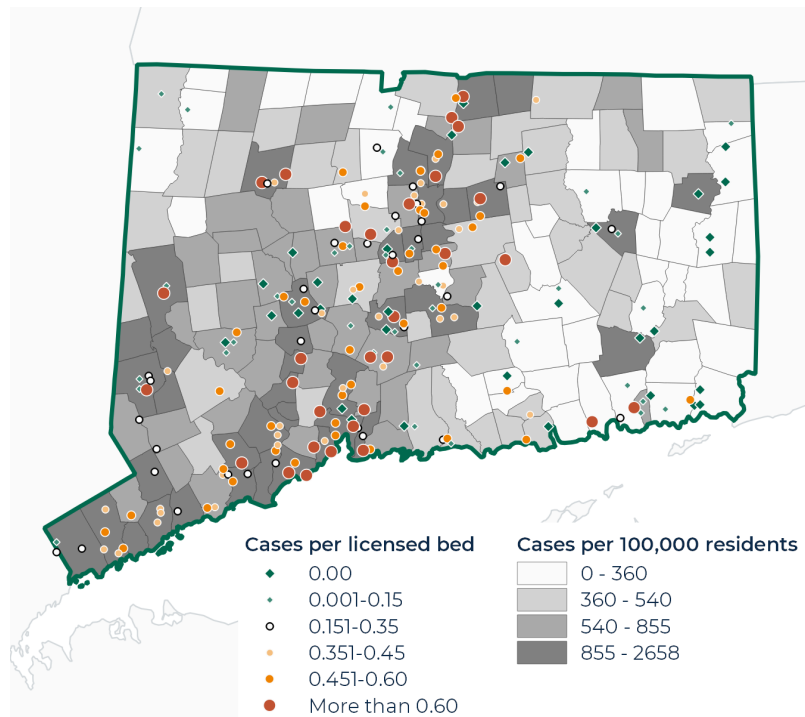 Cases per licensed bed
0.00
0.001-0.15
0.151-0.35
0.351-0.45
0.451-0.60
More than 0.60
Cases per 100,000 residents
0 - 360
360 - 540
540 - 855
855 - 2658